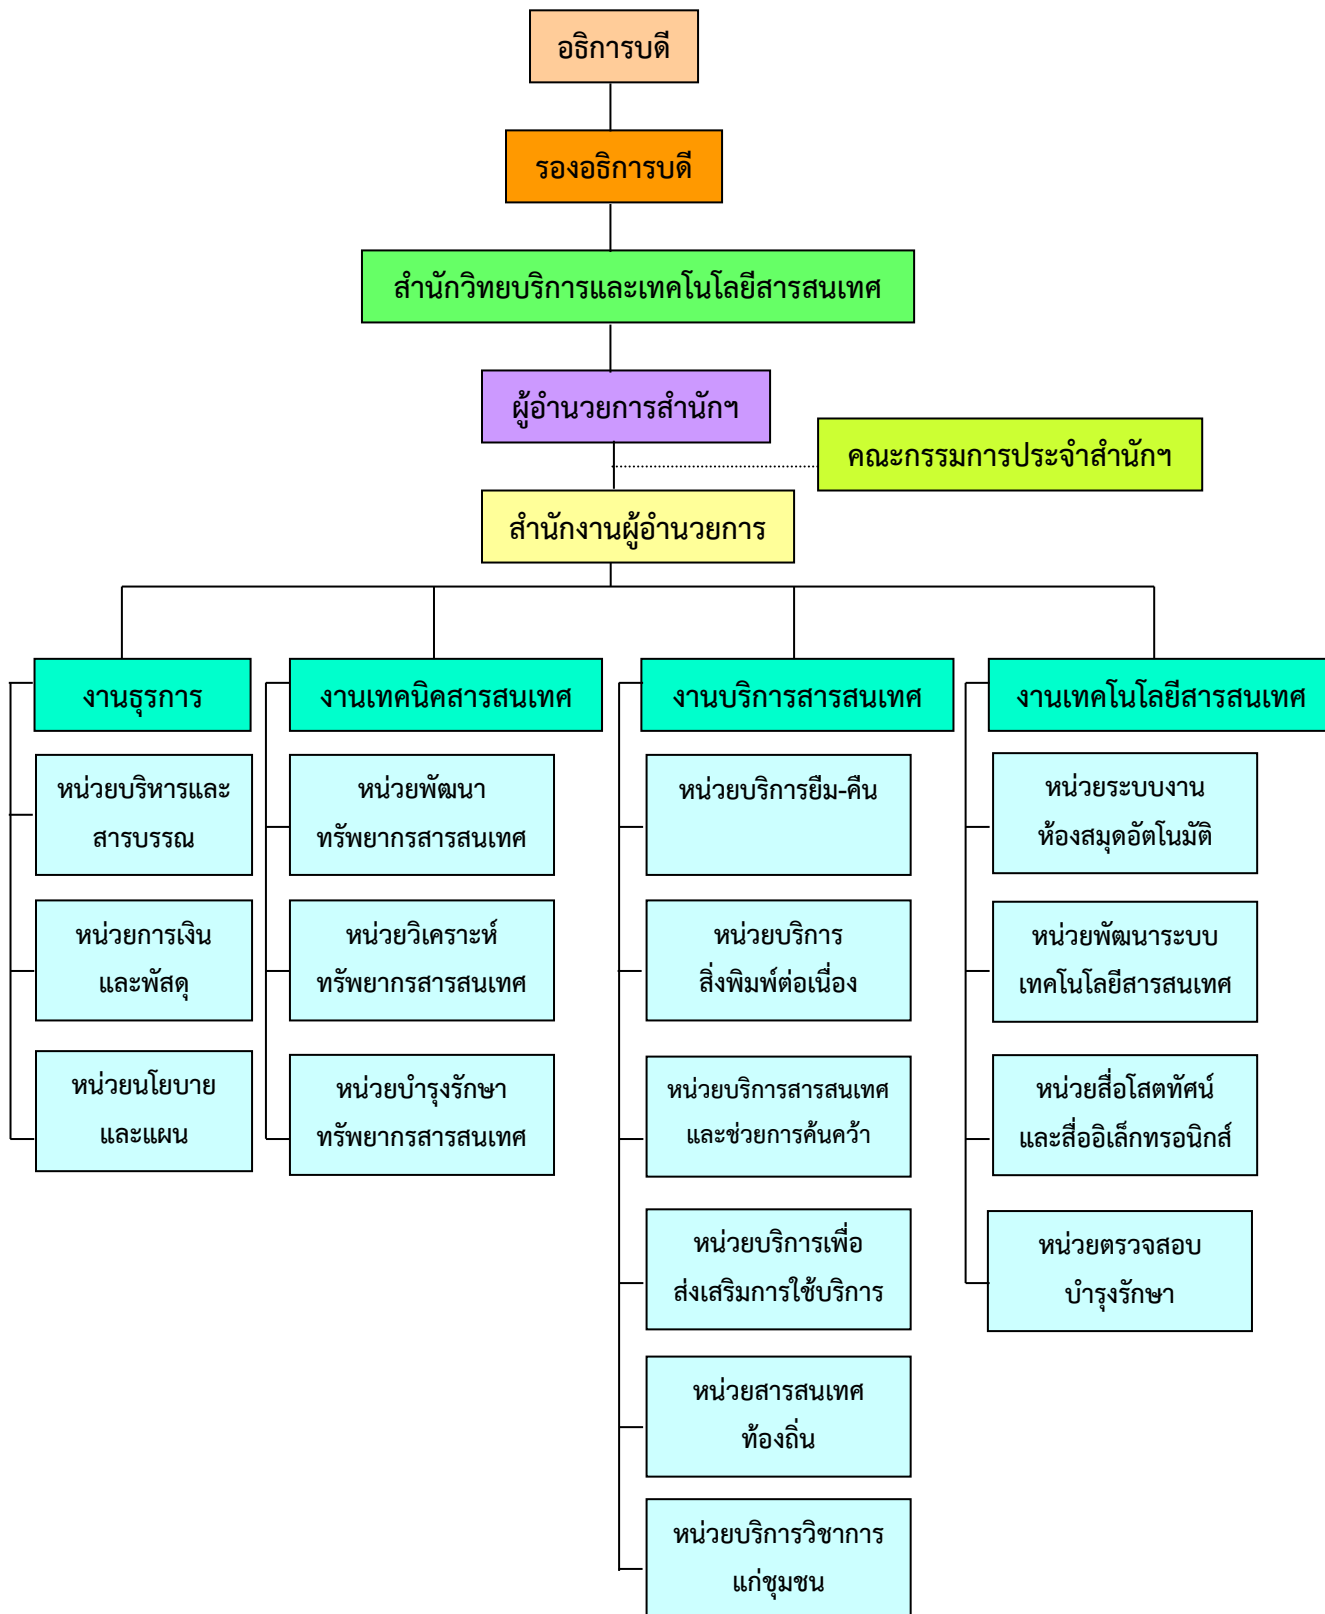 อธิการบดี
รองอธิการบดี
สำนักวิทยบริการและเทคโนโลยีสารสนเทศ
ผู้อำนวยการสำนักฯ
คณะกรรมการประจำสำนักฯ
สำนักงานผู้อำนวยการ
งานธุรการ
หน่วยบริหารและ
สารบรรณ
หน่วยการเงิน
และพัสดุ
หน่วยนโยบาย
และแผน
งานเทคนิคสารสนเทศ
หน่วยพัฒนา
ทรัพยากรสารสนเทศ
หน่วยวิเคราะห์
ทรัพยากรสารสนเทศ
หน่วยบำรุงรักษา
ทรัพยากรสารสนเทศ
งานบริการสารสนเทศ
หน่วยบริการยืม-คืน
หน่วยบริการ
สิ่งพิมพ์ต่อเนื่อง
หน่วยบริการสารสนเทศ
และช่วยการค้นคว้า
หน่วยบริการเพื่อ
ส่งเสริมการใช้บริการ
หน่วยสารสนเทศ
ท้องถิ่น
หน่วยบริการวิชาการ
แก่ชุมชน
งานเทคโนโลยีสารสนเทศ
หน่วยระบบงาน
ห้องสมุดอัตโนมัติ
หน่วยพัฒนาระบบ
เทคโนโลยีสารสนเทศ
หน่วยสื่อโสตทัศน์
และสื่ออิเล็กทรอนิกส์
หน่วยตรวจสอบ
บำรุงรักษา